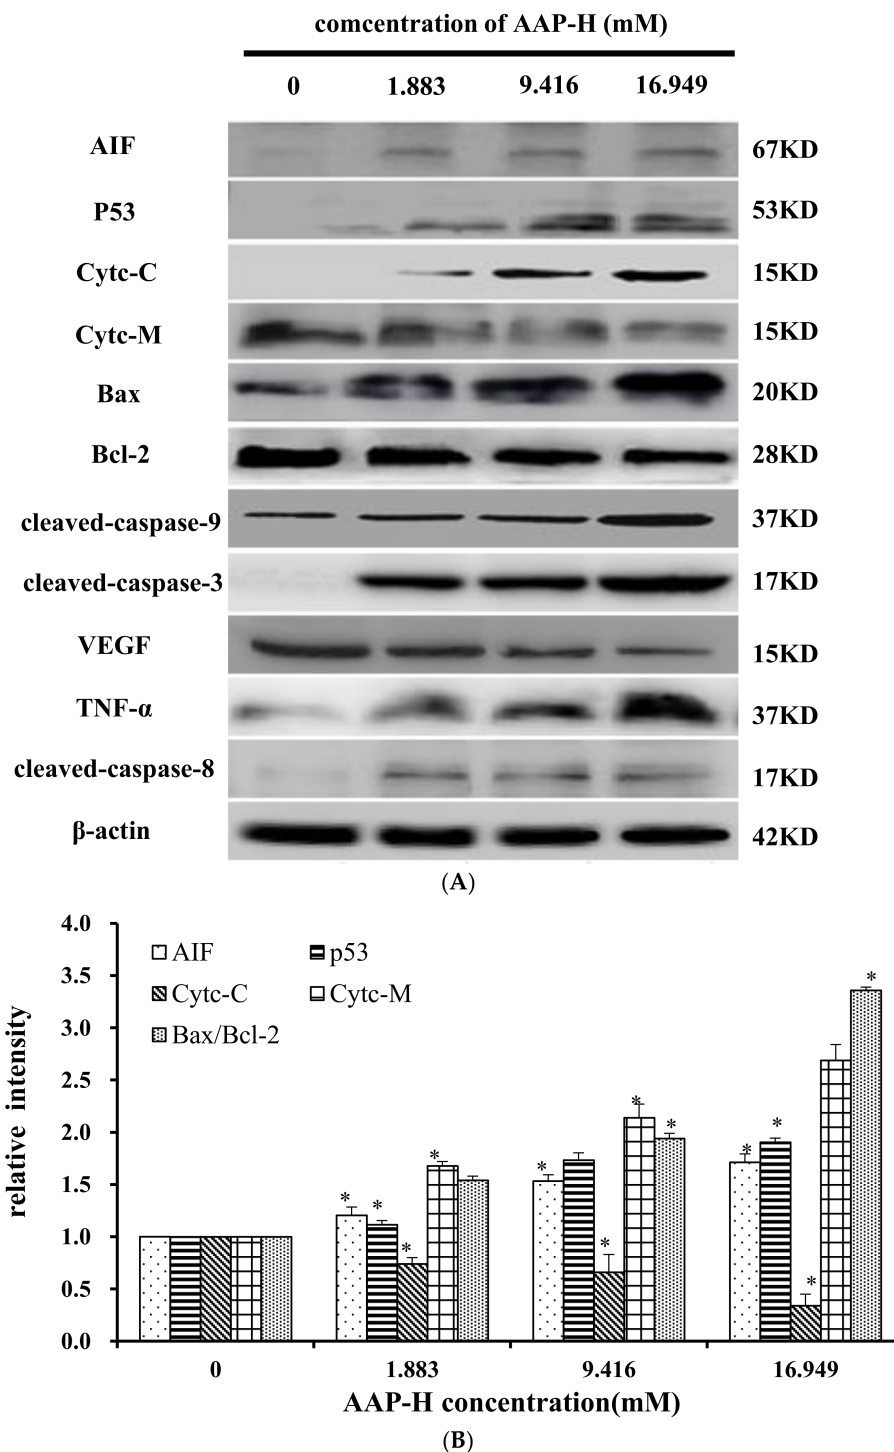 comcentration of AAP-H (mM)
0 1.883 9.416 16.949
AIF 67KD
P53 53KD
Cytc-C 15KD
Cytc-M 15KD
Bax 20KD
Bcl-2 28KD
cleaved-caspase-9 37KD
cleaved-caspase-3 17KD
VEGF 15KD
TNF-α 37KD
cleaved-caspase-8 17KD
β-actin 42KD
(A)
4.0
3.5
3.0
2.5
2.0
1.5
1.0
0.5
0.0
relative intensity
AIF p53
Cytc-C Cytc-M
Bax/Bcl-2
* * * *
* * * *
* * * *
0 1.883 9.416 16.949
AAP-H concentration(mM)
(B)